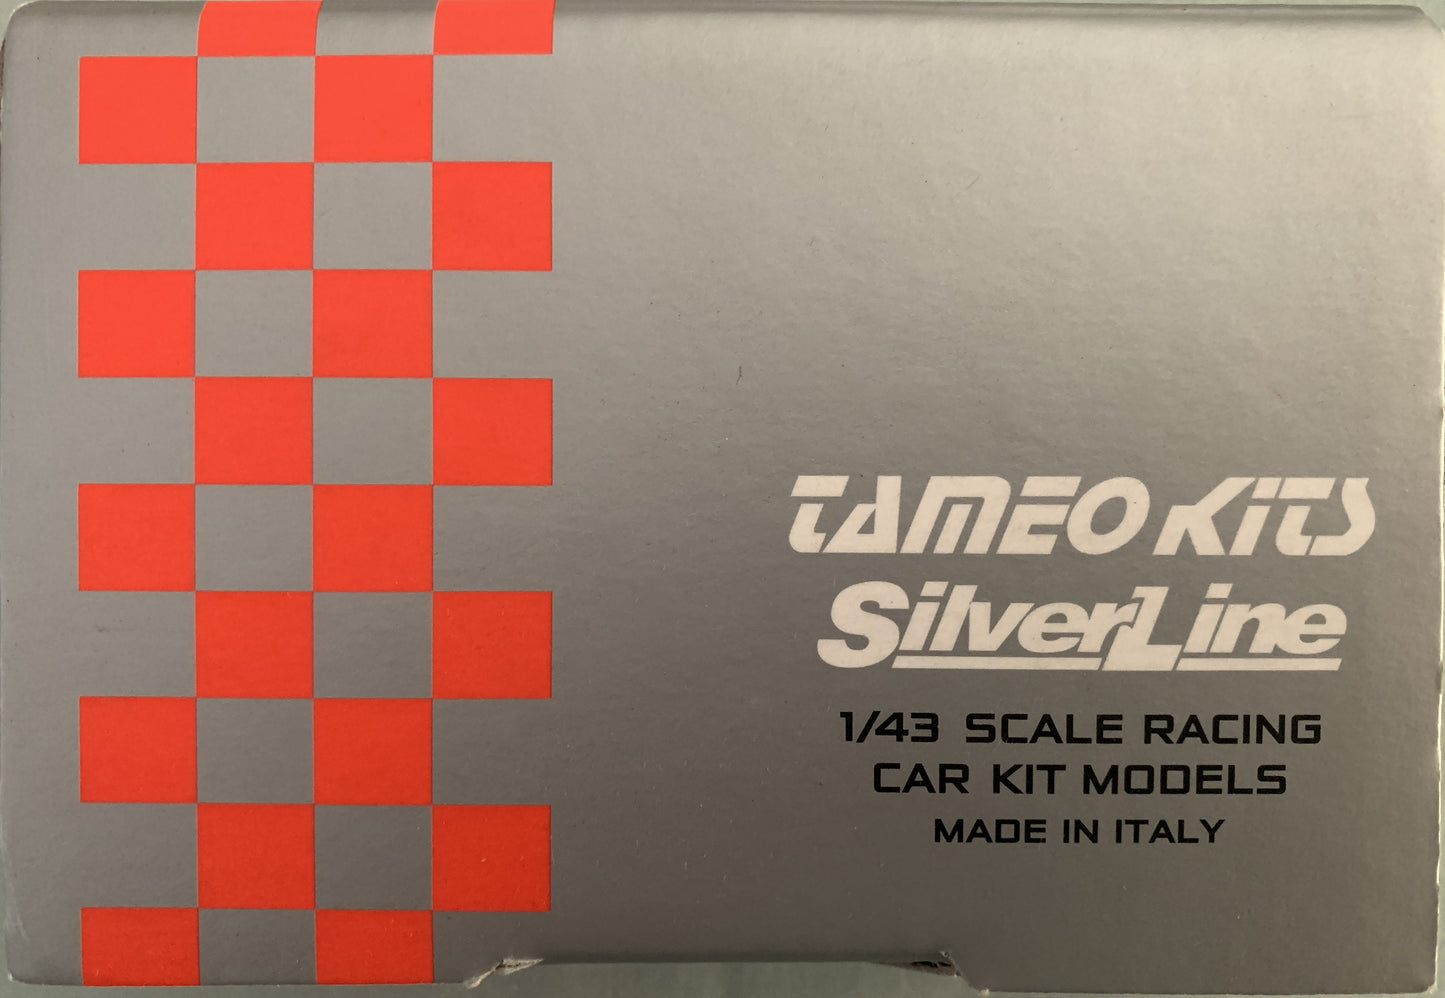 TAMEO KITS
SilverLine
1/43 SCALE RACING
CAR KIT MODELS
MADE IN ITALY